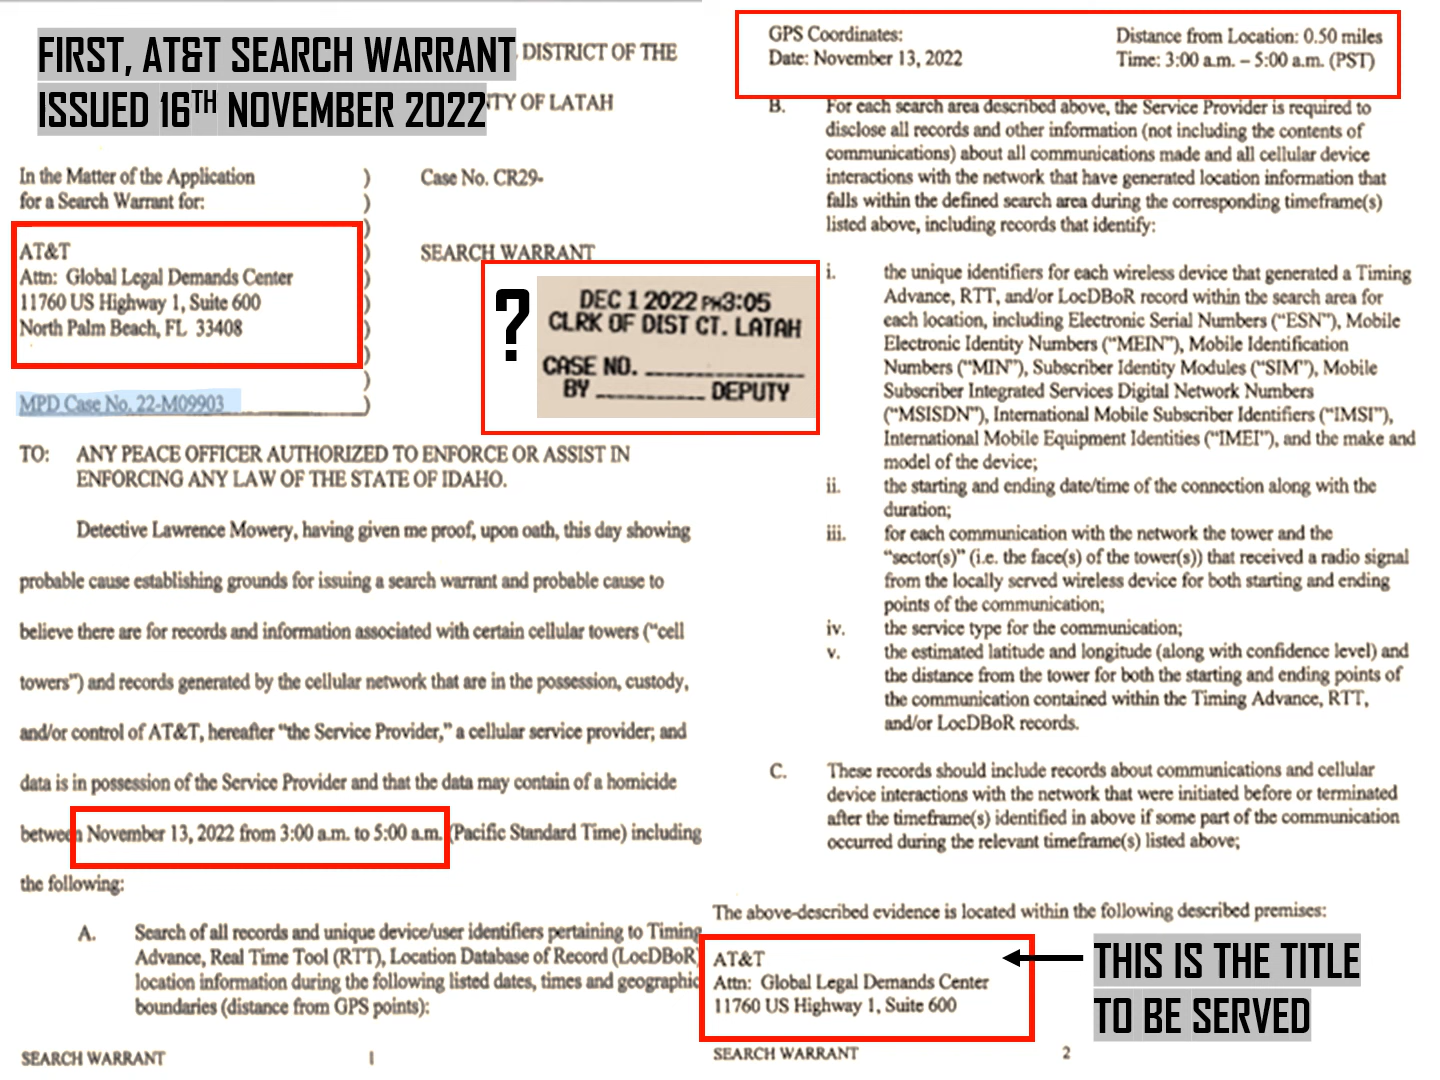 FIRST, AT&T SEARCH WARRANT
ISSUED 16TH NOVEMBER 2022
DISTRICT OF THE
TY OF LATAH
In the Matter of the Application
for a Search Warrant for:
)
)
)
)
)
)
)
)
)
)
Case No. CR29-
SEARCH WARRANT
AT&T
Attn: Global Legal Demands Center
11760 US Highway 1, Suite 600
North Palm Beach, FL 33408
MPD Case No. 22-M09903
?
DEC 1 2022 PM3:05
CLRK OF DIST CT. LATAH
CASE NO. ____________
BY ________ DEPUTY
TO: ANY PEACE OFFICER AUTHORIZED TO ENFORCE OR ASSIST IN
ENFORCING ANY LAW OF THE STATE OF IDAHO.
Detective Lawrence Mowery, having given me proof, upon oath, this day showing
probable cause establishing grounds for issuing a search warrant and probable cause to
believe there are for records and information associated with certain cellular towers ("cell
towers") and records generated by the cellular network that are in the possession, custody,
and/or control of AT&T, hereafter "the Service Provider," a cellular service provider; and
data is in possession of the Service Provider and that the data may contain of a homicide
between November 13, 2022 from 3:00 a.m. to 5:00 a.m. (Pacific Standard Time) including
the following:
A. Search of all records and unique device/user identifiers pertaining to Timing
Advance, Real Time Tool (RTT), Location Database of Record (LocDBoR)
location information during the following listed dates, times and geographic
boundaries (distance from GPS points):
SEARCH WARRANT 1
GPS Coordinates: Distance from Location: 0.50 miles
Date: November 13, 2022 Time: 3:00 a.m. – 5:00 a.m. (PST)
B. For each search area described above, the Service Provider is required to
disclose all records and other information (not including the contents of
communications) about all communications made and all cellular device
interactions with the network that have generated location information that
falls within the defined search area during the corresponding timeframe(s)
listed above, including records that identify:
i. the unique identifiers for each wireless device that generated a Timing
Advance, RTT, and/or LocDBoR record within the search area for
each location, including Electronic Serial Numbers ("ESN"), Mobile
Electronic Identity Numbers ("MEIN"), Mobile Identification
Numbers ("MIN"), Subscriber Identity Modules ("SIM"), Mobile
Subscriber Integrated Services Digital Network Numbers
("MSISDN"), International Mobile Subscriber Identifiers ("IMSI"),
International Mobile Equipment Identities ("IMEI"), and the make and
model of the device;
ii. the starting and ending date/time of the connection along with the
duration;
iii. for each communication with the network the tower and the
"sector(s)" (i.e. the face(s) of the tower(s)) that received a radio signal
from the locally served wireless device for both starting and ending
points of the communication;
iv. the service type for the communication;
v. the estimated latitude and longitude (along with confidence level) and
the distance from the tower for both the starting and ending points of
the communication contained within the Timing Advance, RTT,
and/or LocDBoR records.
C. These records should include records about communications and cellular
device interactions with the network that were initiated before or terminated
after the timeframe(s) identified in above if some part of the communication
occurred during the relevant timeframe(s) listed above;
The above-described evidence is located within the following described premises:
AT&T
Attn: Global Legal Demands Center
11760 US Highway 1, Suite 600
THIS IS THE TITLE
TO BE SERVED
SEARCH WARRANT 2